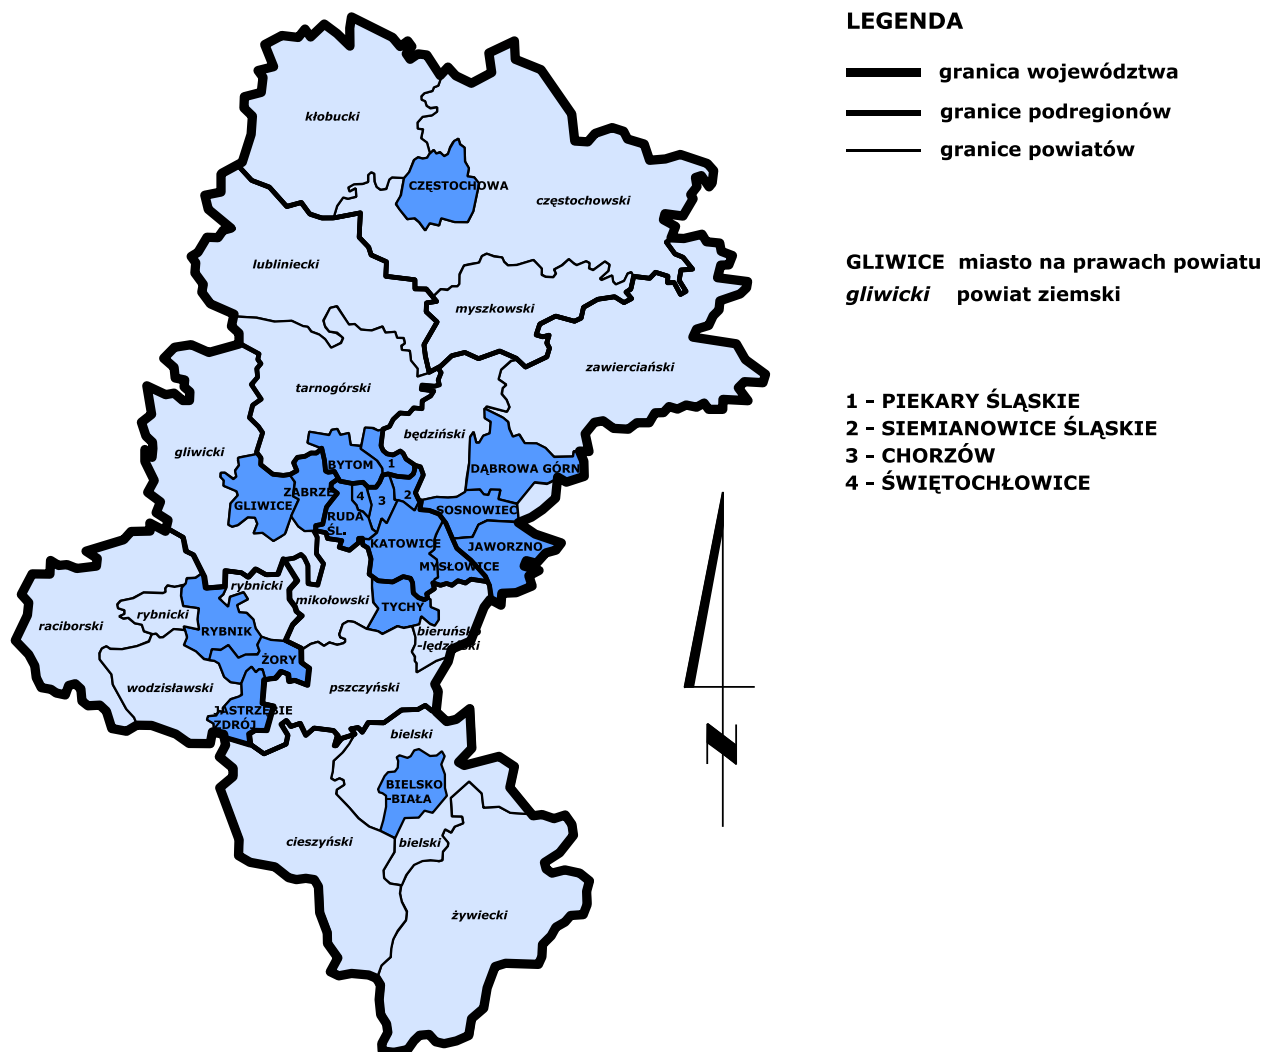 LEGENDA
granica województwa
granice podregionów
granice powiatów
GLIWICE miasto na prawach powiatu
gliwicki powiat ziemski
1 - PIEKARY ŚLĄSKIE
2 - SIEMIANOWICE ŚLĄSKIE
3 - CHORZÓW
4 - ŚWIĘTOCHŁOWICE
kłobucki
CZĘSTOCHOWA
częstochowski
lubliniecki
myszkowski
zawierciański
tarnogórski
będziński
gliwicki
BYTOM
1
DĄBROWA GÓRN
ZABRZE
GLIWICE
4
3
2
SOSNOWIEC
RUDA
ŚL.
KATOWICE
JAWORZNO
MYSŁOWICE
rybnicki
mikołowski
TYCHY
rybnicki
raciborski
RYBNIK
bieruńsko
-lędziński
ŻORY
wodzisławski
pszczyński
JASTRZĘBIE
ZDRÓJ
bielski
BIELSKO
-BIAŁA
cieszyński
bielski
żywiecki
N